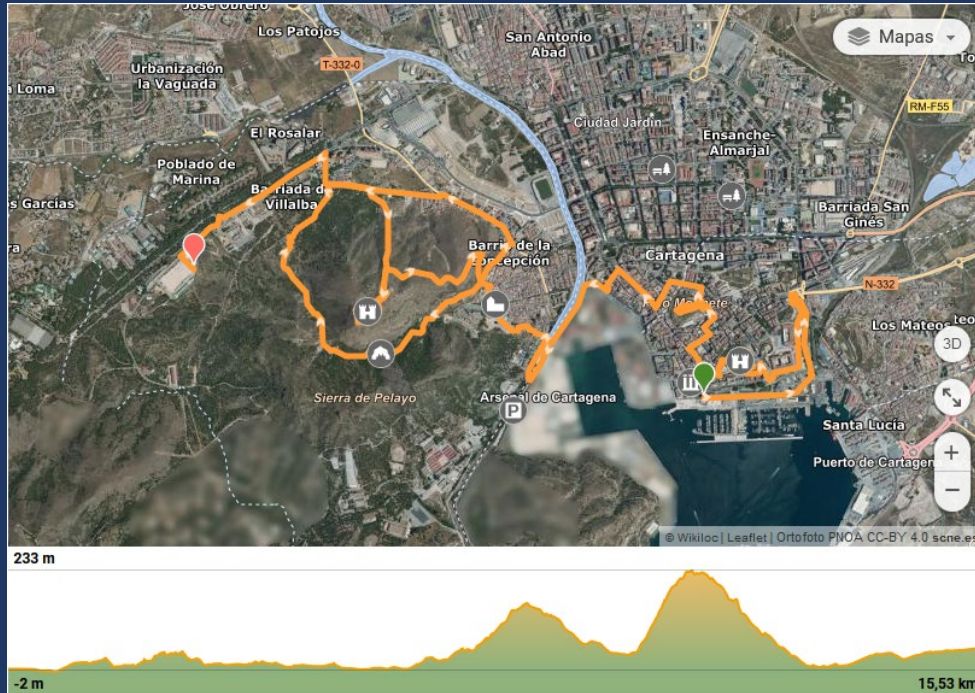 José Obrero
Los Patojos
San Antonio
Abad
Mapas
T-332-0
a Loma
Urbanización
la Vaguada
RM-F55
Ciudad Jardín
Ensanche-
Almarjal
El Rosalar
Poblado de
Marina
Barriada d
Villalba
os Garcías
Barriada San
Ginés
Barrio de la
Concepción
Cartagena
N-332
Los Mateos
3D
Sierra de Pelayo
Arsenal de Cartagena
P
Santa Lucía
Puerto de Cartagena
+
−
© Wikiloc | Leaflet | Ortofoto PNOA CC-BY 4.0 scne.es
233 m
-2 m
15,53 km